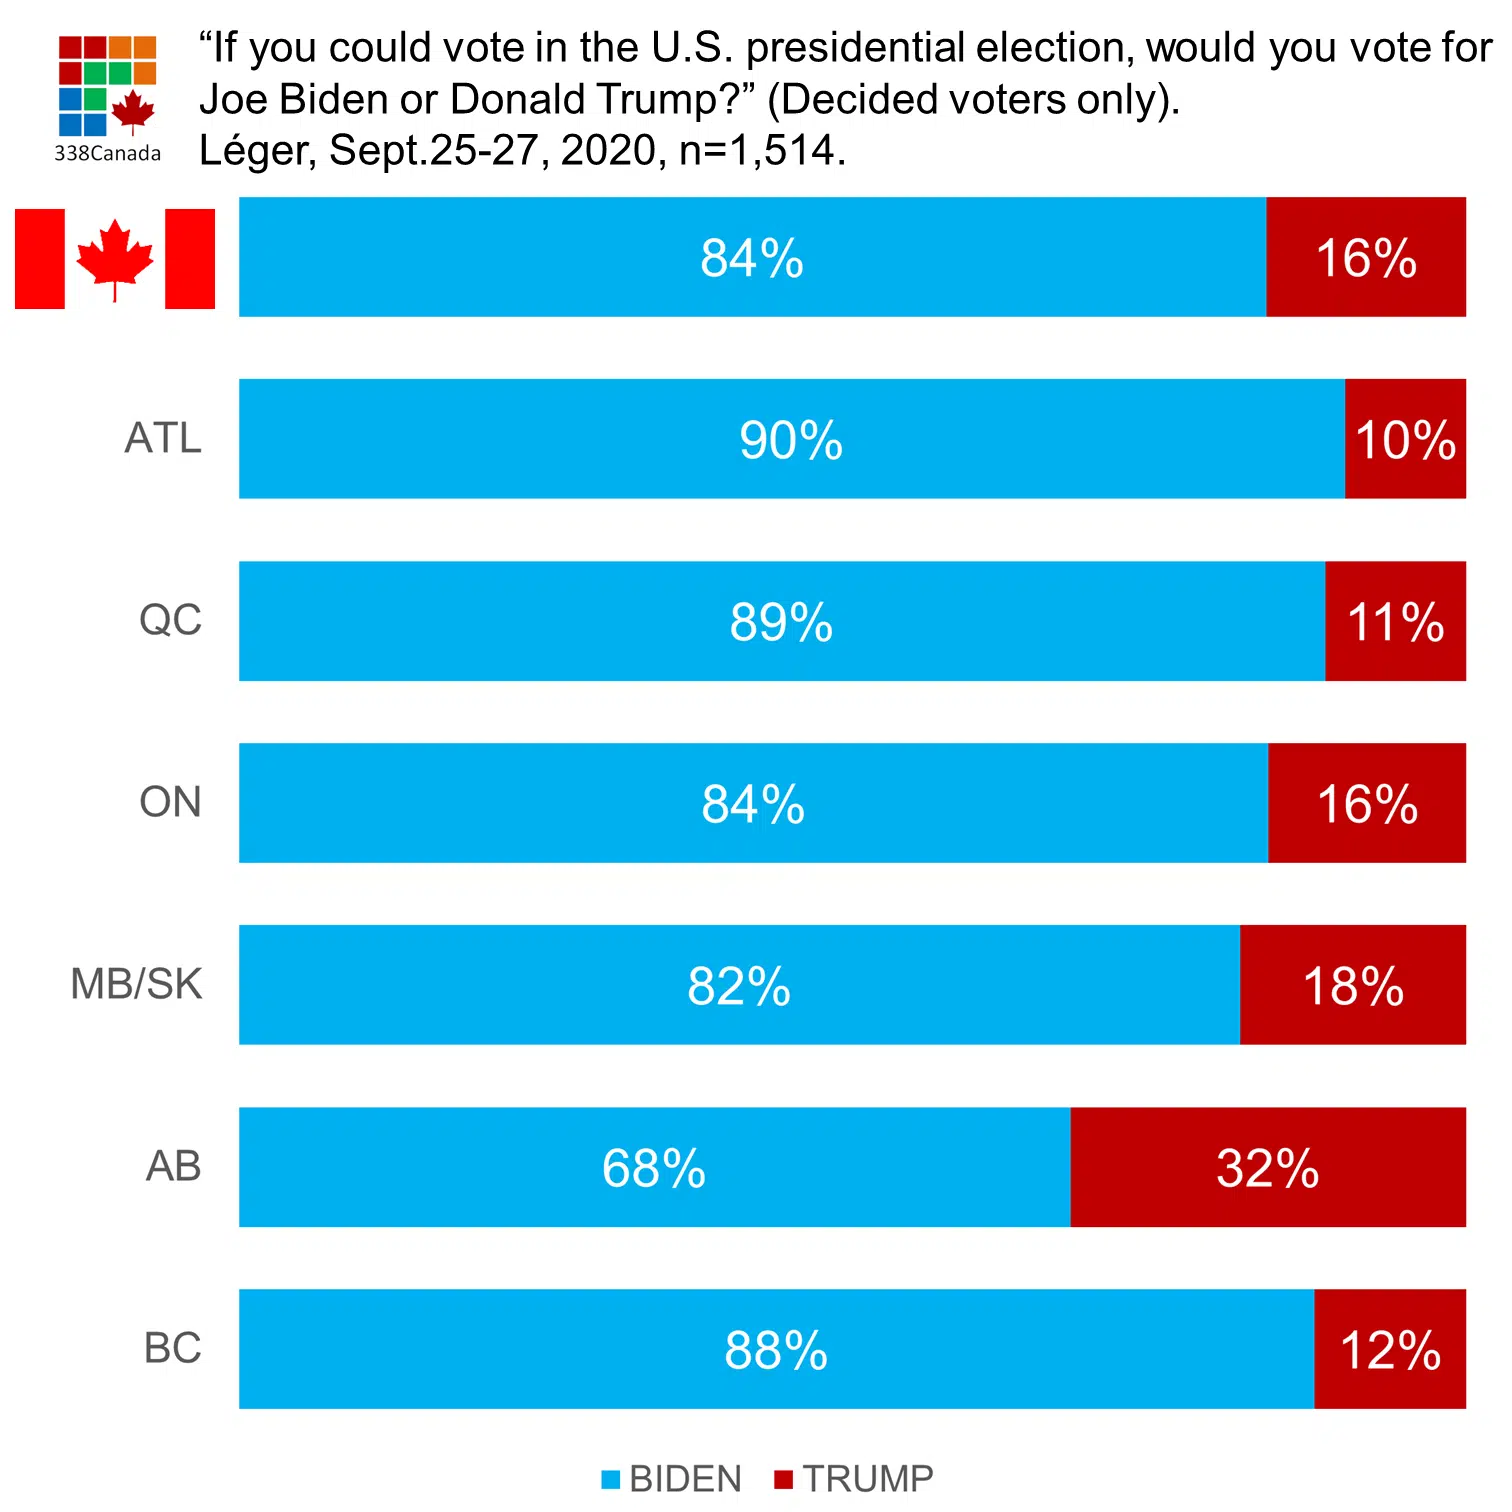 “If you could vote in the U.S. presidential election, would you vote for
Joe Biden or Donald Trump?” (Decided voters only).
Léger, Sept.25-27, 2020, n=1,514.
338Canada
84% 16%
ATL 90% 10%
QC 89% 11%
ON 84% 16%
MB/SK 82% 18%
AB 68% 32%
BC 88% 12%
BIDEN TRUMP